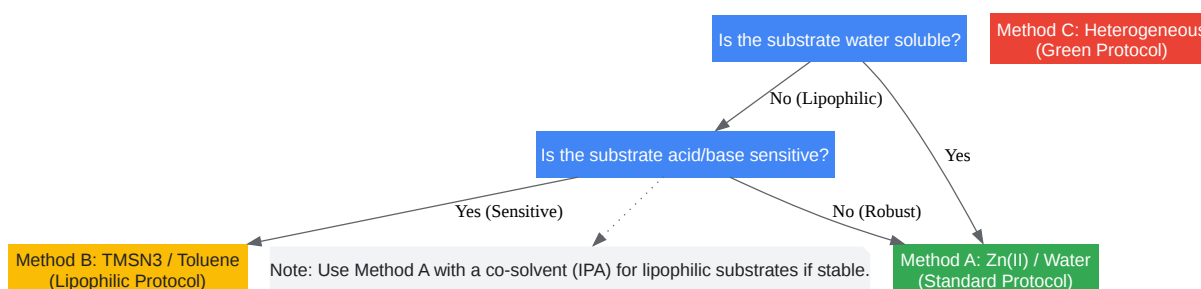 Is the substrate water soluble?
Method C: Heterogeneous
(Green Protocol)
No (Lipophilic)
Is the substrate acid/base sensitive?
Yes
Yes (Sensitive)
No (Robust)
Method B: TMSN3 / Toluene
(Lipophilic Protocol)
Note: Use Method A with a co-solvent (IPA) for lipophilic substrates if stable.
Method A: Zn(II) / Water
(Standard Protocol)